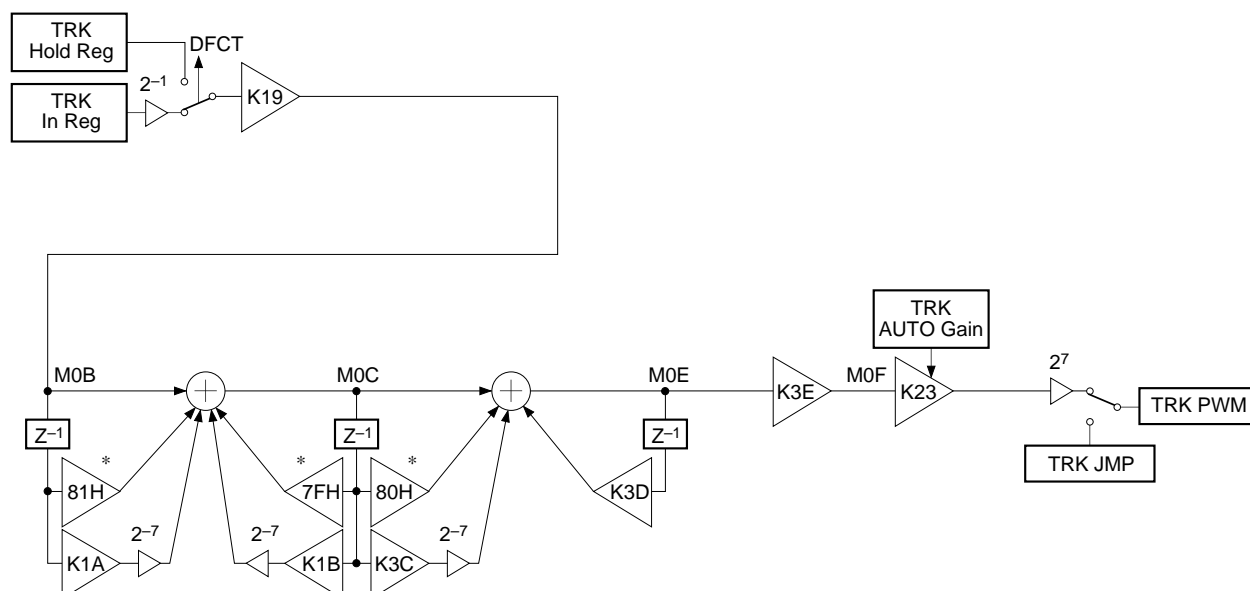 TRK
Hold Reg
DFCT
2⁻¹
K19
TRK
In Reg
TRK
AUTO Gain
M0B
M0C
M0E
K3E
M0F
K23
2⁷
TRK PWM
Z⁻¹
Z⁻¹
Z⁻¹
TRK JMP
*
*
*
81H
7FH
80H
K3D
2⁻⁷
2⁻⁷
2⁻⁷
K1A
K1B
K3C